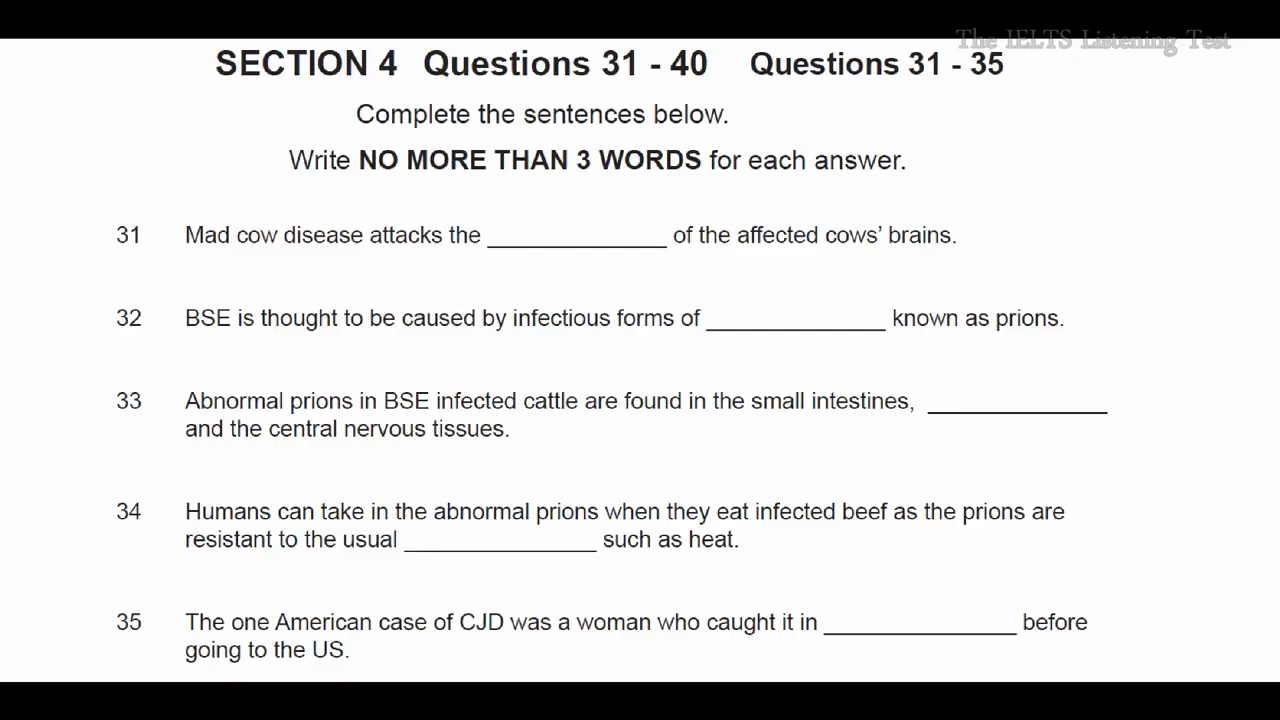 The IELTS Listening Test
SECTION 4 Questions 31 - 40 Questions 31 - 35
Complete the sentences below.
Write NO MORE THAN 3 WORDS for each answer.
31 Mad cow disease attacks the ______________ of the affected cows’ brains.
32 BSE is thought to be caused by infectious forms of ______________ known as prions.
33 Abnormal prions in BSE infected cattle are found in the small intestines, ______________
and the central nervous tissues.
34 Humans can take in the abnormal prions when they eat infected beef as the prions are
resistant to the usual _______________ such as heat.
35 The one American case of CJD was a woman who caught it in _______________ before
going to the US.